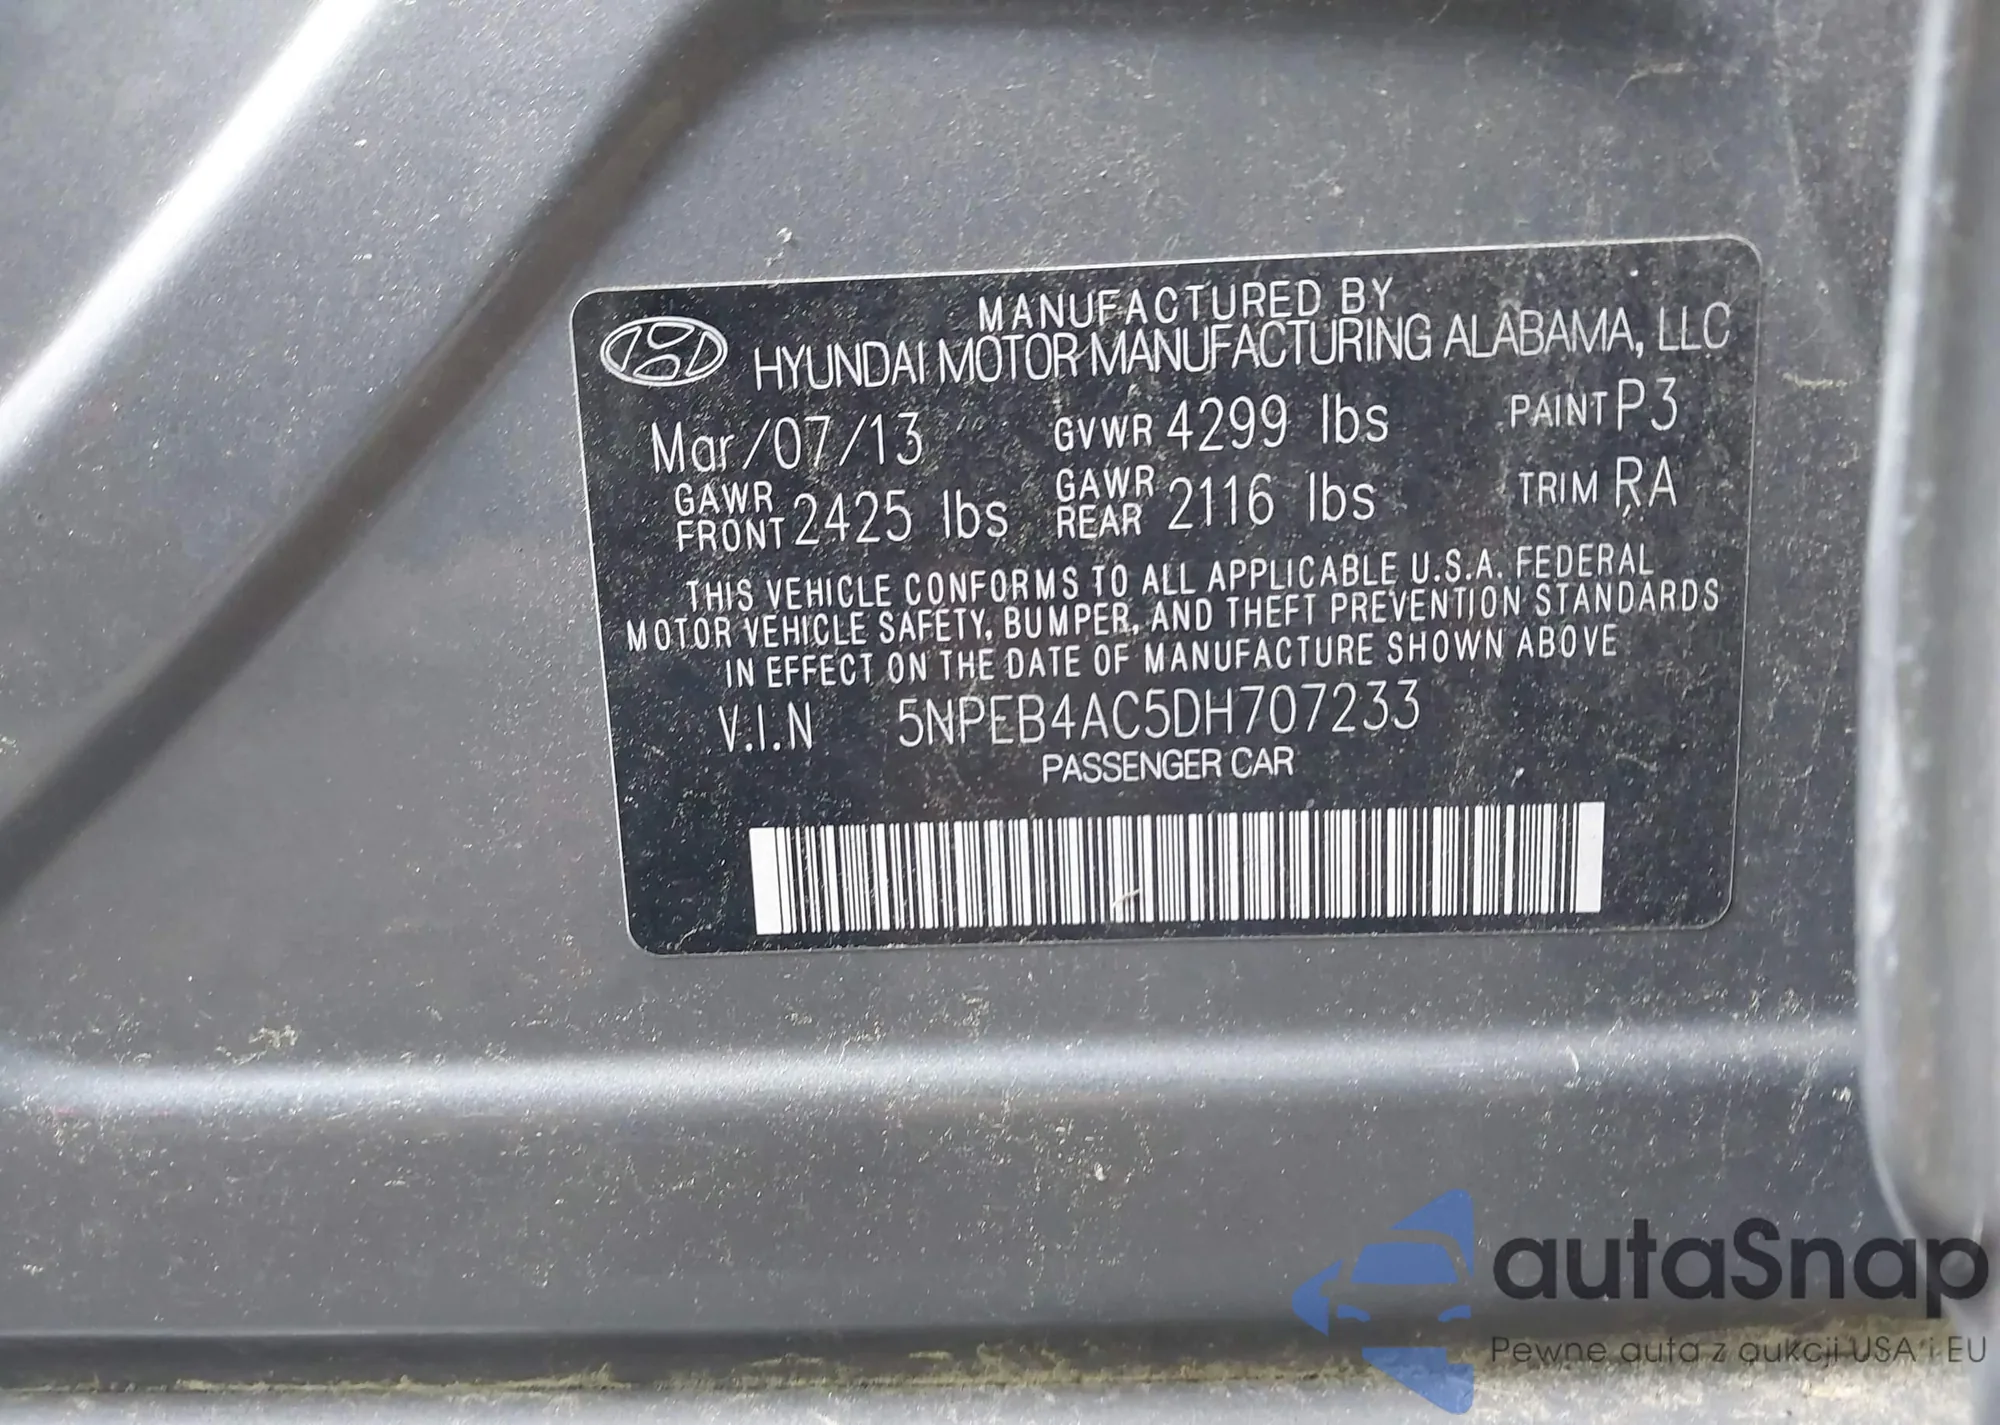 MANUFACTURED BY
HYUNDAI MOTOR MANUFACTURING ALABAMA, LLC
Mar/07/13 GVWR 4299 lbs PAINT P3
GAWR FRONT 2425 lbs GAWR REAR 2116 lbs TRIM RA
THIS VEHICLE CONFORMS TO ALL APPLICABLE U.S.A. FEDERAL
MOTOR VEHICLE SAFETY, BUMPER, AND THEFT PREVENTION STANDARDS
IN EFFECT ON THE DATE OF MANUFACTURE SHOWN ABOVE
V.I.N 5NPEB4AC5DH707233
PASSENGER CAR
autaSnap
Pewne auta z aukcji USA i EU